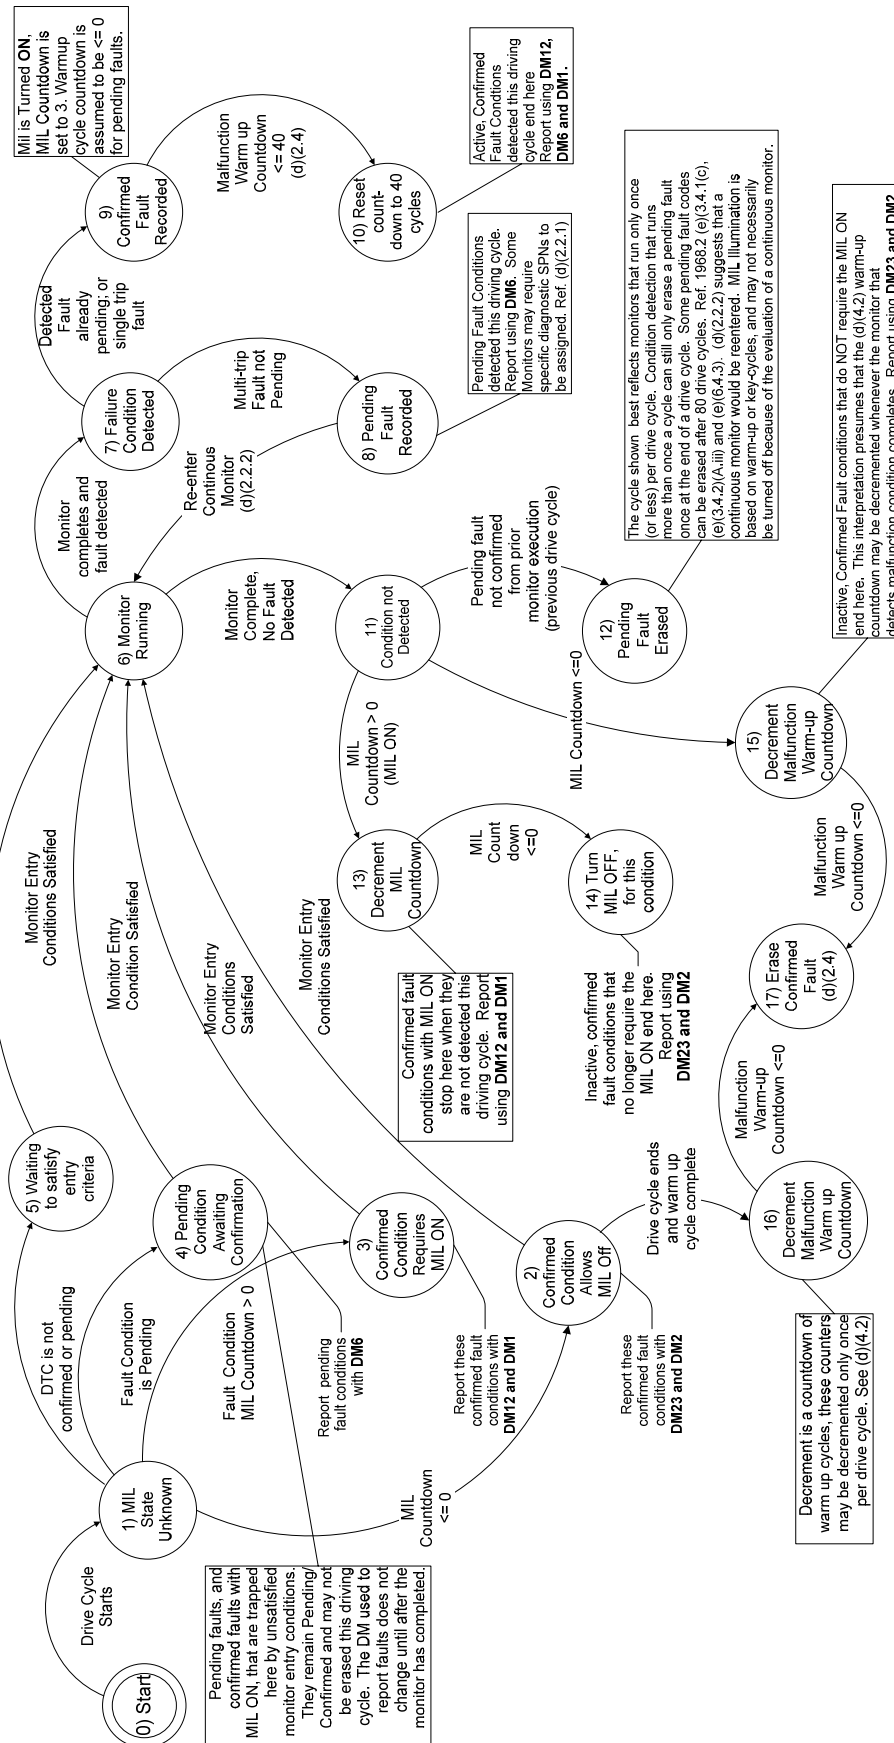 0) Start
Drive Cycle
Starts
1) MIL
State
Unknown
DTC is not
confirmed or pending
Fault Condition
is Pending
Fault Condition
MIL Countdown > 0
MIL
Countdown
<= 0
Pending faults, and
confirmed faults with
MIL ON, that are trapped
here by unsatisfied
monitor entry conditions.
They remain Pending/
Confirmed and may not
be erased this driving
cycle. The DM used to
report faults does not
change until after the
monitor has completed.
5) Waiting
to satisfy
entry
criteria
4) Pending
Condition
Awaiting
Confirmation
3)
Confirmed
Condition
Requires
MIL ON
2)
Confirmed
Condition
Allows
MIL Off
Report pending
fault conditions
with DM6
Report these
confirmed fault
conditions with
DM12 and DM1
Report these
confirmed fault
conditions with
DM23 and DM2
Drive cycle ends
and warm up
cycle complete
16)
Decrement
Malfunction
Warm up
Countdown
Decrement is a countdown of
warm up cycles, these counters
may be decremented only once
per drive cycle. See (d)(4.2)
Malfunction
Warm-up
Countdown <=0
17) Erase
Confirmed
Fault
(d)(2.4)
Monitor Entry
Conditions Satisfied
Monitor Entry
Condition Satisfied
Monitor Entry
Conditions
Satisfied
Monitor Entry
Conditions Satisfied
6) Monitor
Running
Monitor
completes and
fault detected
7) Failure
Condition
Detected
Detected
Fault
already
pending; or
single trip
fault
9)
Confirmed
Fault
Recorded
Mil is Turned ON,
MIL Countdown is
set to 3. Warmup
cycle countdown is
assumed to be <= 0
for pending faults.
Malfunction
Warm up
Countdown
<= 40
(d)(2.4)
10) Reset
count-
down to 40
cycles
Active, Confirmed
Fault Condtions
detected this driving
cycle end here
Report using DM12,
DM6 and DM1.
Multi-trip
Fault not
Pending
8) Pending
Fault
Recorded
Pending Fault Conditions
detected this driving cycle.
Report using DM6. Some
Monitors may require
specific diagnostic SPNs to
be assigned. Ref. (d)(2.2.1)
Re-enter
Continous
Monitor
(d)(2.2.2)
Monitor
Complete,
No Fault
Detected
11)
Condition not
Detected
Pending fault
not confirmed
from prior
monitor execution
(previous drive cycle)
12)
Pending
Fault
Erased
The cycle shown best reflects monitors that run only once
(or less) per drive cycle. Condition detection that runs
more than once a cycle can still only erase a pending fault
once at the end of a drive cycle. Some pending fault codes
can be erased after 80 drive cycles. Ref. 1968.2 (e)(3.4.1(c),
(e)(3.4.2)(A.iii) and (e)(6.4.3). (d)(2.2.2) suggests that a
continuous monitor would be reentered. MIL Illumination is
based on warm-up or key-cycles, and may not necessarily
be turned off because of the evaluation of a continuous monitor.
MIL
Countdown > 0
(MIL ON)
13)
Decrement
MIL
Countdown
Confirmed fault
conditions with MIL ON
stop here when they
are not detected this
driving cycle. Report
using DM12 and DM1
MIL
Count
down
<=0
14) Turn
MIL OFF,
for this
condition
Inactive, confirmed
fault conditions that
no longer require the
MIL ON end here.
Report using
DM23 and DM2
MIL Countdown <=0
15)
Decrement
Malfunction
Warm-up
Countdown
Malfunction
Warm up
Countdown <=0
Inactive, Confirmed Fault conditions that do NOT require the MIL ON
end here. This interpretation presumes that the (d)(4.2) warm-up
countdown may be decremented whenever the monitor that
detects malfunction condition completes. Report using DM23 and DM2